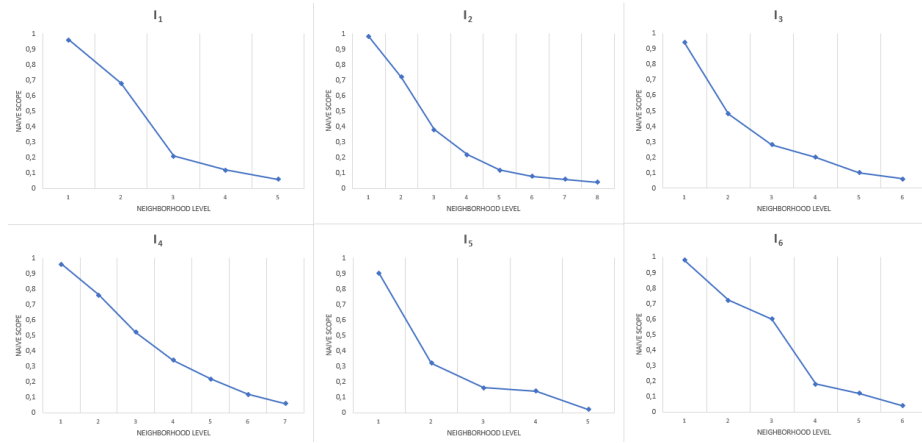 I₁
1
0,9
0,8
0,7
0,6
0,5
0,4
0,3
0,2
0,1
0
NAIVE SCOPE
1 2 3 4 5
NEIGHBORHOOD LEVEL
I₂
1
0,9
0,8
0,7
0,6
0,5
0,4
0,3
0,2
0,1
0
NAIVE SCOPE
1 2 3 4 5 6 7 8
NEIGHBORHOOD LEVEL
I₃
1
0,9
0,8
0,7
0,6
0,5
0,4
0,3
0,2
0,1
0
NAIVE SCOPE
1 2 3 4 5 6
NEIGHBORHOOD LEVEL
I₄
1
0,9
0,8
0,7
0,6
0,5
0,4
0,3
0,2
0,1
0
NAIVE SCOPE
1 2 3 4 5 6 7
NEIGHBORHOOD LEVEL
I₅
1
0,9
0,8
0,7
0,6
0,5
0,4
0,3
0,2
0,1
0
NAIVE SCOPE
1 2 3 4 5
NEIGHBORHOOD LEVEL
I₆
1
0,9
0,8
0,7
0,6
0,5
0,4
0,3
0,2
0,1
0
NAIVE SCOPE
1 2 3 4 5 6
NEIGHBORHOOD LEVEL